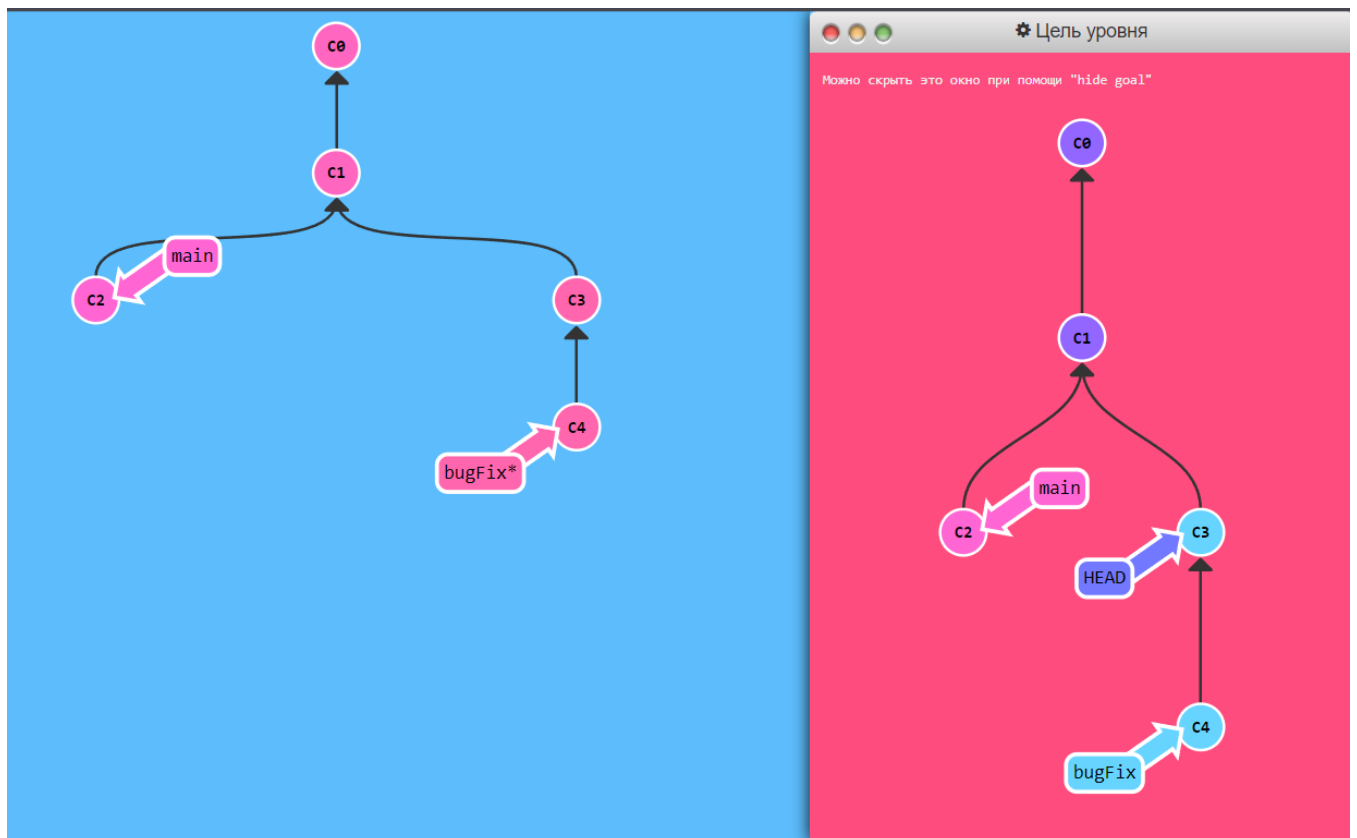 C0
C1
main
C2
C3
C4
bugFix*
Цель уровня
Можно скрыть это окно при помощи "hide goal"
C0
C1
main
C2
C3
HEAD
C4
bugFix